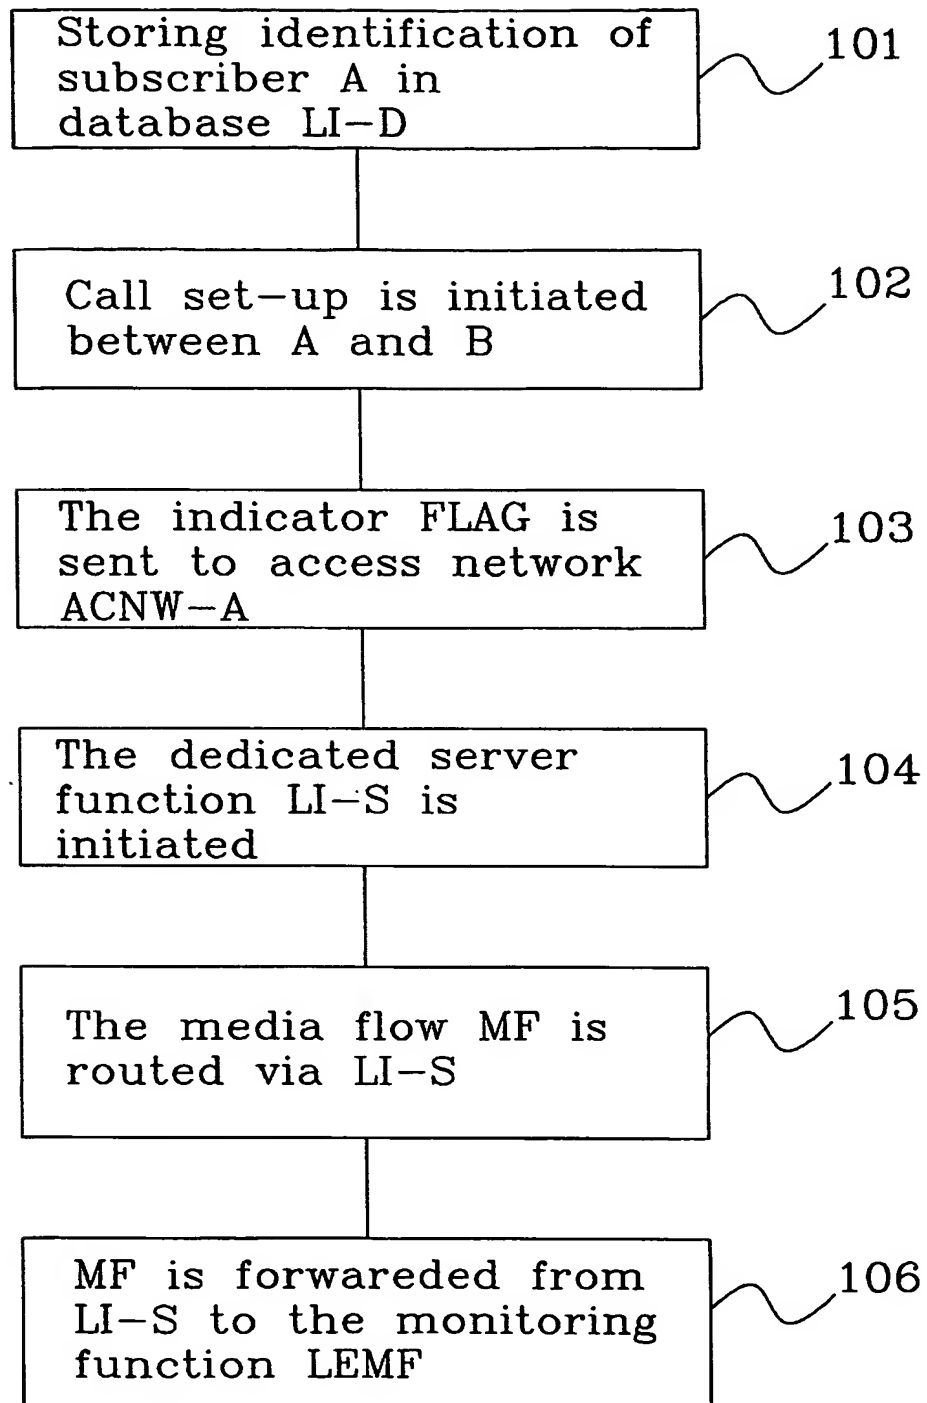 Storing identification of
subscriber A in
database LI-D
101
Call set-up is initiated
between A and B
102
The indicator FLAG is
sent to access network
ACNW-A
103
The dedicated server
function LI-S is
initiated
104
The media flow MF is
routed via LI-S
105
MF is forwareded from
LI-S to the monitoring
function LEMF
106